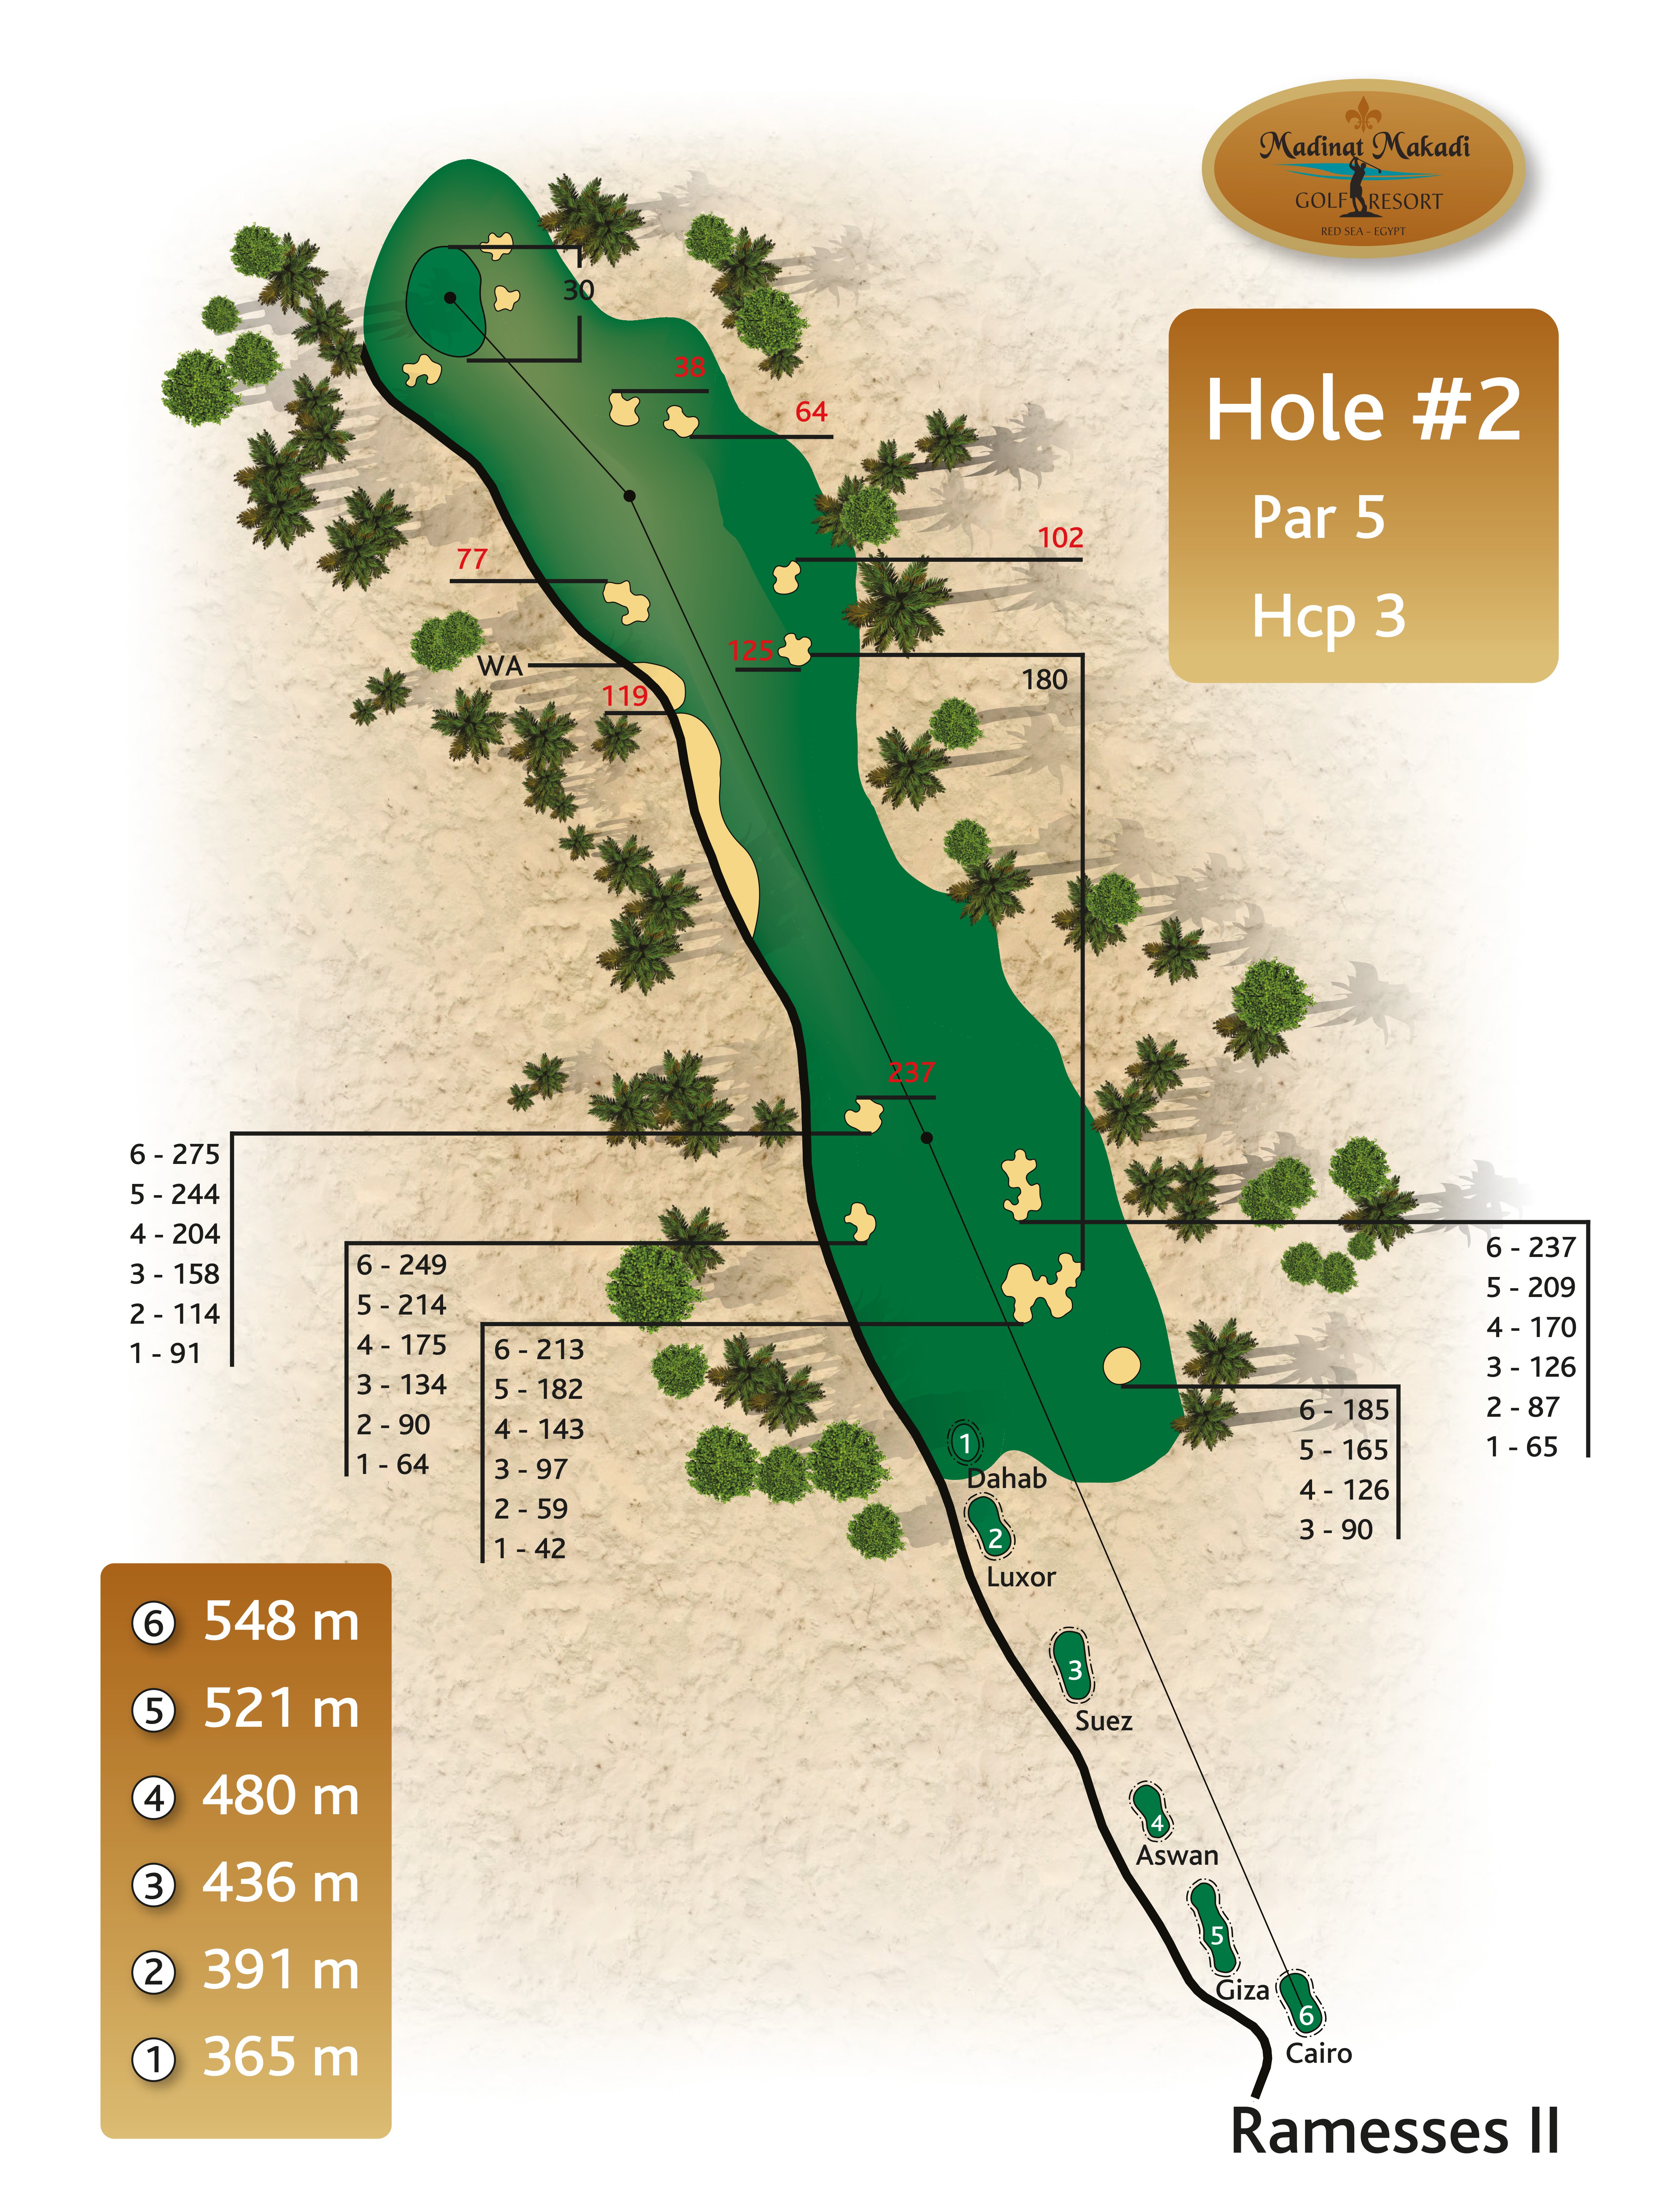 Madinat Makadi
GOLF RESORT
RED SEA - EGYPT
Hole #2
Par 5
Hcp 3
30
38
64
77
102
WA
125
119
180
237
6 - 275
5 - 244
4 - 204
3 - 158
2 - 114
1 - 91
6 - 249
5 - 214
4 - 175
3 - 134
2 - 90
1 - 64
6 - 213
5 - 182
4 - 143
3 - 97
2 - 59
1 - 42
6 - 237
5 - 209
4 - 170
3 - 126
2 - 87
1 - 65
6 - 185
5 - 165
4 - 126
3 - 90
1
Dahab
2
Luxor
3
Suez
4
Aswan
5
Giza
6
Cairo
6 548 m
5 521 m
4 480 m
3 436 m
2 391 m
1 365 m
Ramesses II